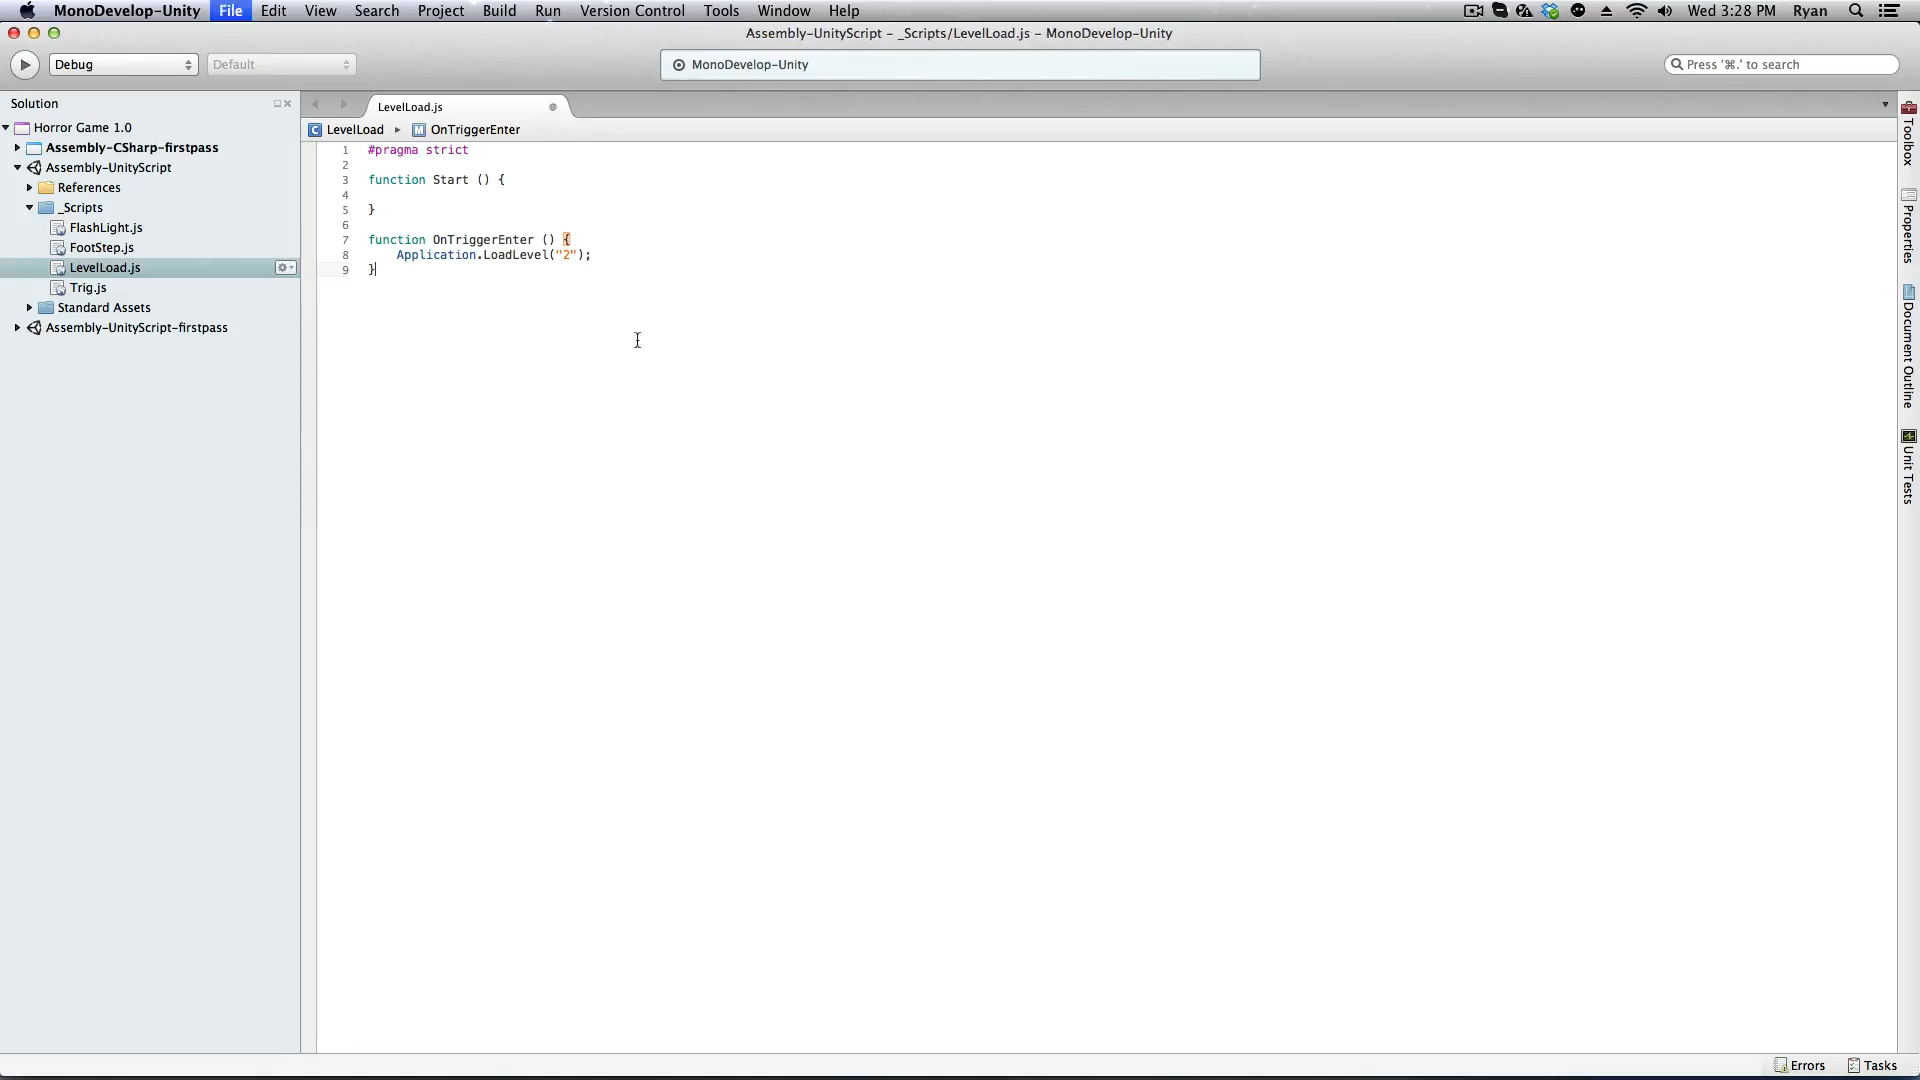 MonoDevelop-Unity File Edit View Search Project Build Run Version Control Tools Window Help Wed 3:28 PM Ryan
Assembly-UnityScript – _Scripts/LevelLoad.js – MonoDevelop-Unity
Debug Default MonoDevelop-Unity Press '⌘.' to search
Solution
Horror Game 1.0
Assembly-CSharp-firstpass
Assembly-UnityScript
References
_Scripts
FlashLight.js
FootStep.js
LevelLoad.js
Trig.js
Standard Assets
Assembly-UnityScript-firstpass
LevelLoad.js
C LevelLoad M OnTriggerEnter
1 #pragma strict
2
3 function Start () {
4
5 }
6
7 function OnTriggerEnter () {
8 Application.LoadLevel("2");
9 }
Toolbox
Properties
Document Outline
Unit Tests
Errors Tasks